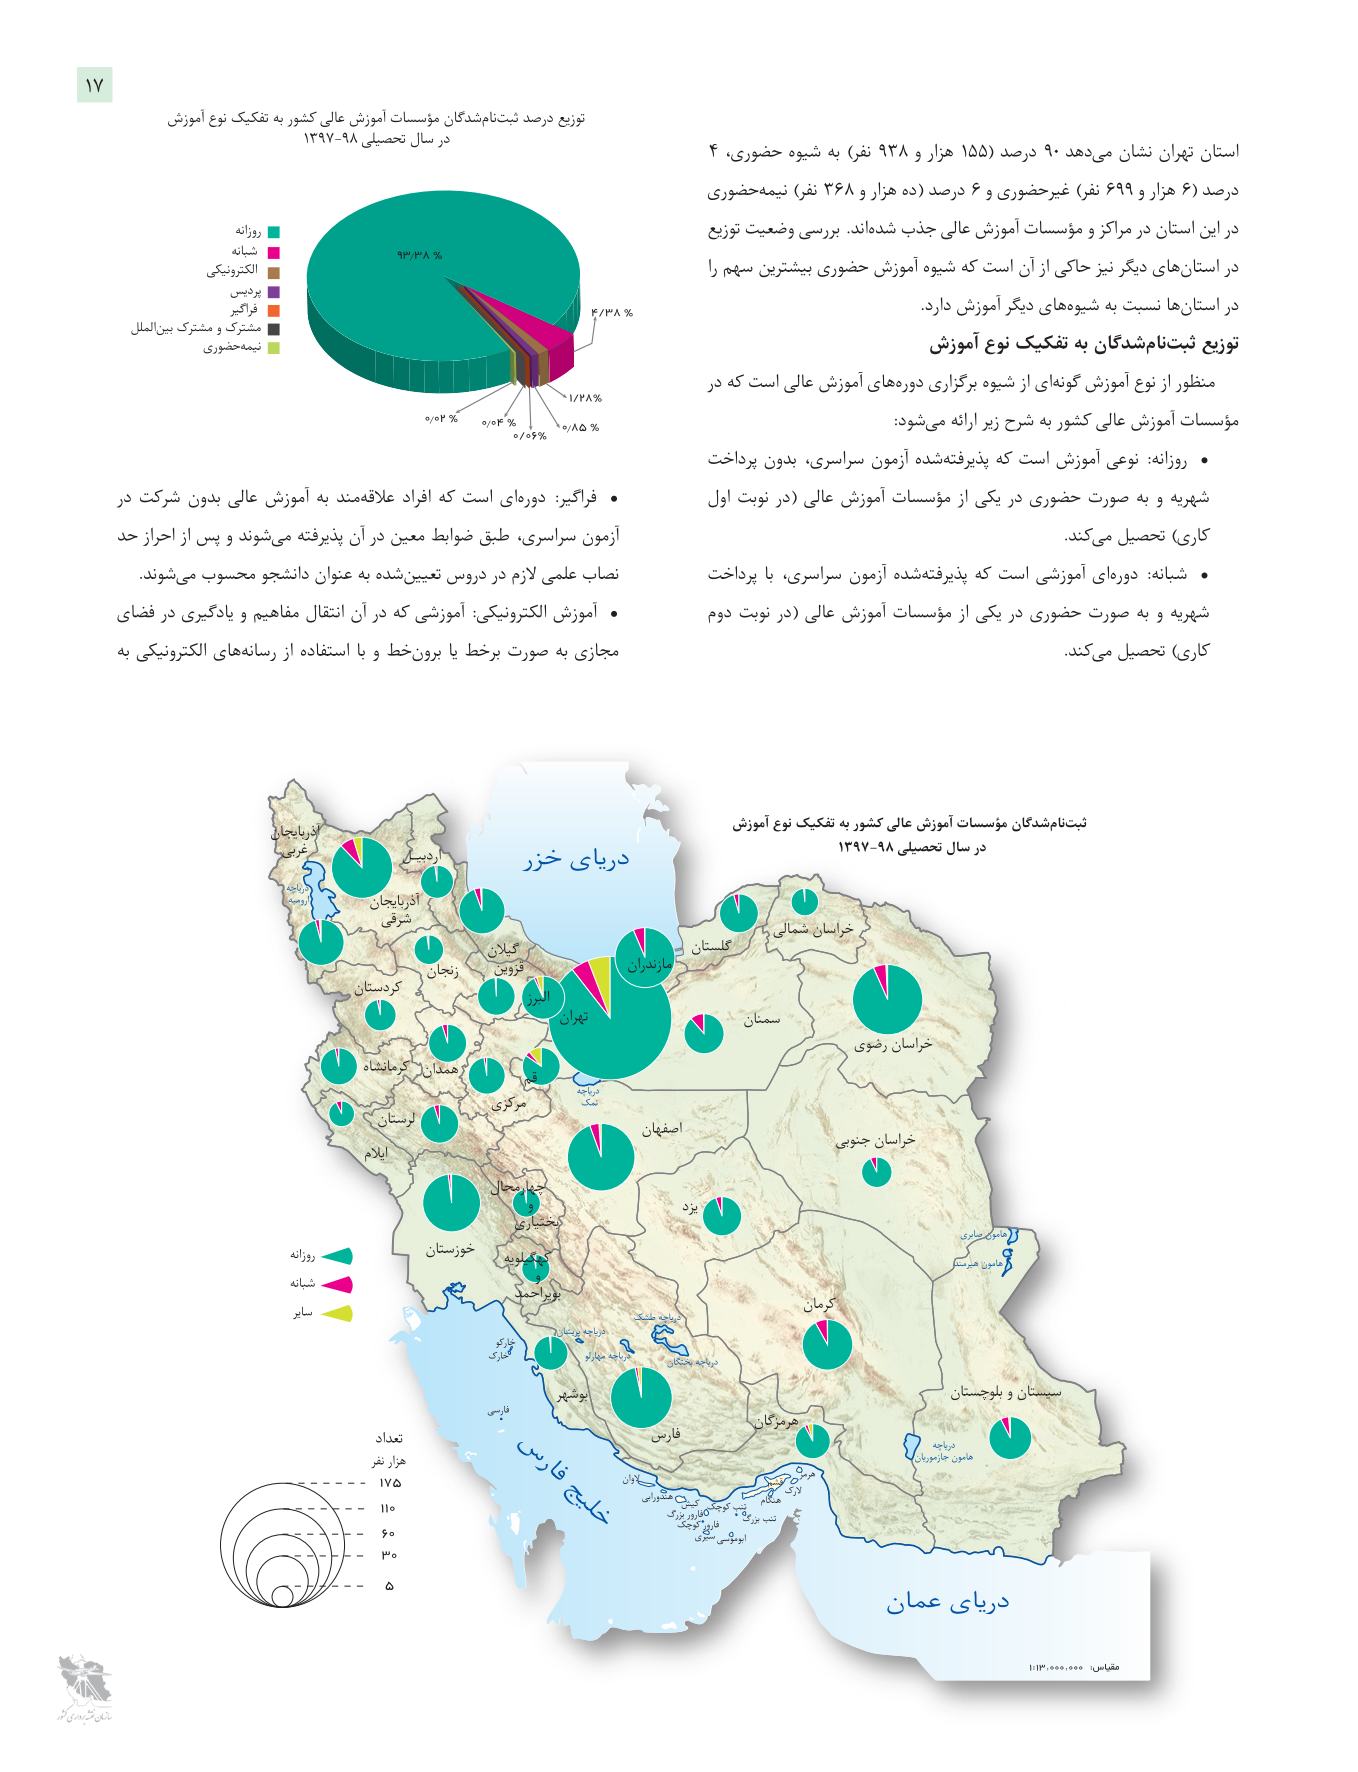 ۱۷
استان تهران نشان می‌دهد ۹۰ درصد (۱۵۵ هزار و ۹۳۸ نفر) به شیوه حضوری، ۴
درصد (۶ هزار و ۶۹۹ نفر) غیرحضوری و ۶ درصد (ده هزار و ۳۶۸ نفر) نیمه‌حضوری
در این استان در مراکز و مؤسسات آموزش عالی جذب شده‌اند. بررسی وضعیت توزیع
در استان‌های دیگر نیز حاکی از آن است که شیوه آموزش حضوری بیشترین سهم را
در استان‌ها نسبت به شیوه‌های دیگر آموزش دارد.
توزیع ثبت‌نام‌شدگان به تفکیک نوع آموزش
منظور از نوع آموزش گونه‌ای از شیوه برگزاری دوره‌های آموزش عالی است که در
مؤسسات آموزش عالی کشور به شرح زیر ارائه می‌شود:
• روزانه: نوعی آموزش است که پذیرفته‌شده آزمون سراسری، بدون پرداخت
شهریه و به صورت حضوری در یکی از مؤسسات آموزش عالی (در نوبت اول
کاری) تحصیل می‌کند.
• شبانه: دوره‌ای آموزشی است که پذیرفته‌شده آزمون سراسری، با پرداخت
شهریه و به صورت حضوری در یکی از مؤسسات آموزش عالی (در نوبت دوم
کاری) تحصیل می‌کند.
توزیع درصد ثبت‌نام‌شدگان مؤسسات آموزش عالی کشور به تفکیک نوع آموزش
در سال تحصیلی ۹۸-۱۳۹۷
روزانه
شبانه
الکترونیکی
پردیس
فراگیر
مشترک و مشترک بین‌الملل
نیمه‌حضوری
۹۳/۳۸ %
۴/۳۸ %
۱/۲۸%
۰/۸۵ %
۰/۰۶%
۰/۰۴ %
۰/۰۲ %
• فراگیر: دوره‌ای است که افراد علاقه‌مند به آموزش عالی بدون شرکت در
آزمون سراسری، طبق ضوابط معین در آن پذیرفته می‌شوند و پس از احراز حد
نصاب علمی لازم در دروس تعیین‌شده به عنوان دانشجو محسوب می‌شوند.
• آموزش الکترونیکی: آموزشی که در آن انتقال مفاهیم و یادگیری در فضای
مجازی به صورت برخط یا برون‌خط و با استفاده از رسانه‌های الکترونیکی به
ثبت‌نام‌شدگان مؤسسات آموزش عالی کشور به تفکیک نوع آموزش
در سال تحصیلی ۹۸-۱۳۹۷
دریای خزر
آذربایجان
غربی
دریاچه
ارومیه
آذربایجان
شرقی
اردبیل
گیلان
زنجان
قزوین
البرز
تهران
مازندران
گلستان
خراسان شمالی
خراسان رضوی
سمنان
کردستان
همدان
کرمانشاه
مرکزی
قم
دریاچه
نمک
لرستان
ایلام
اصفهان
خراسان جنوبی
چهارمحال
و
بختیاری
یزد
خوزستان
کهگیلویه
و
بویراحمد
هامون صابری
هامون هیرمند
کرمان
دریاچه طشک
دریاچه پریشان
دریاچه مهارلو
دریاچه بختگان
خارکو
خارک
بوشهر
فارس
فارسی
سیستان و بلوچستان
هرمزگان
دریاچه
هامون جازموریان
خلیج فارس
لاوان
هندورابی
کیش
فارور بزرگ
فارور کوچک
سیری
تنب کوچک
تنب بزرگ
ابوموسی
هنگام
قشم
لارک
هرمز
دریای عمان
مقیاس: ۱:۱۳،۰۰۰،۰۰۰
روزانه
شبانه
سایر
تعداد
هزار نفر
۱۷۵
۱۱۰
۶۰
۳۰
۵
سازمان نقشه برداری کشور